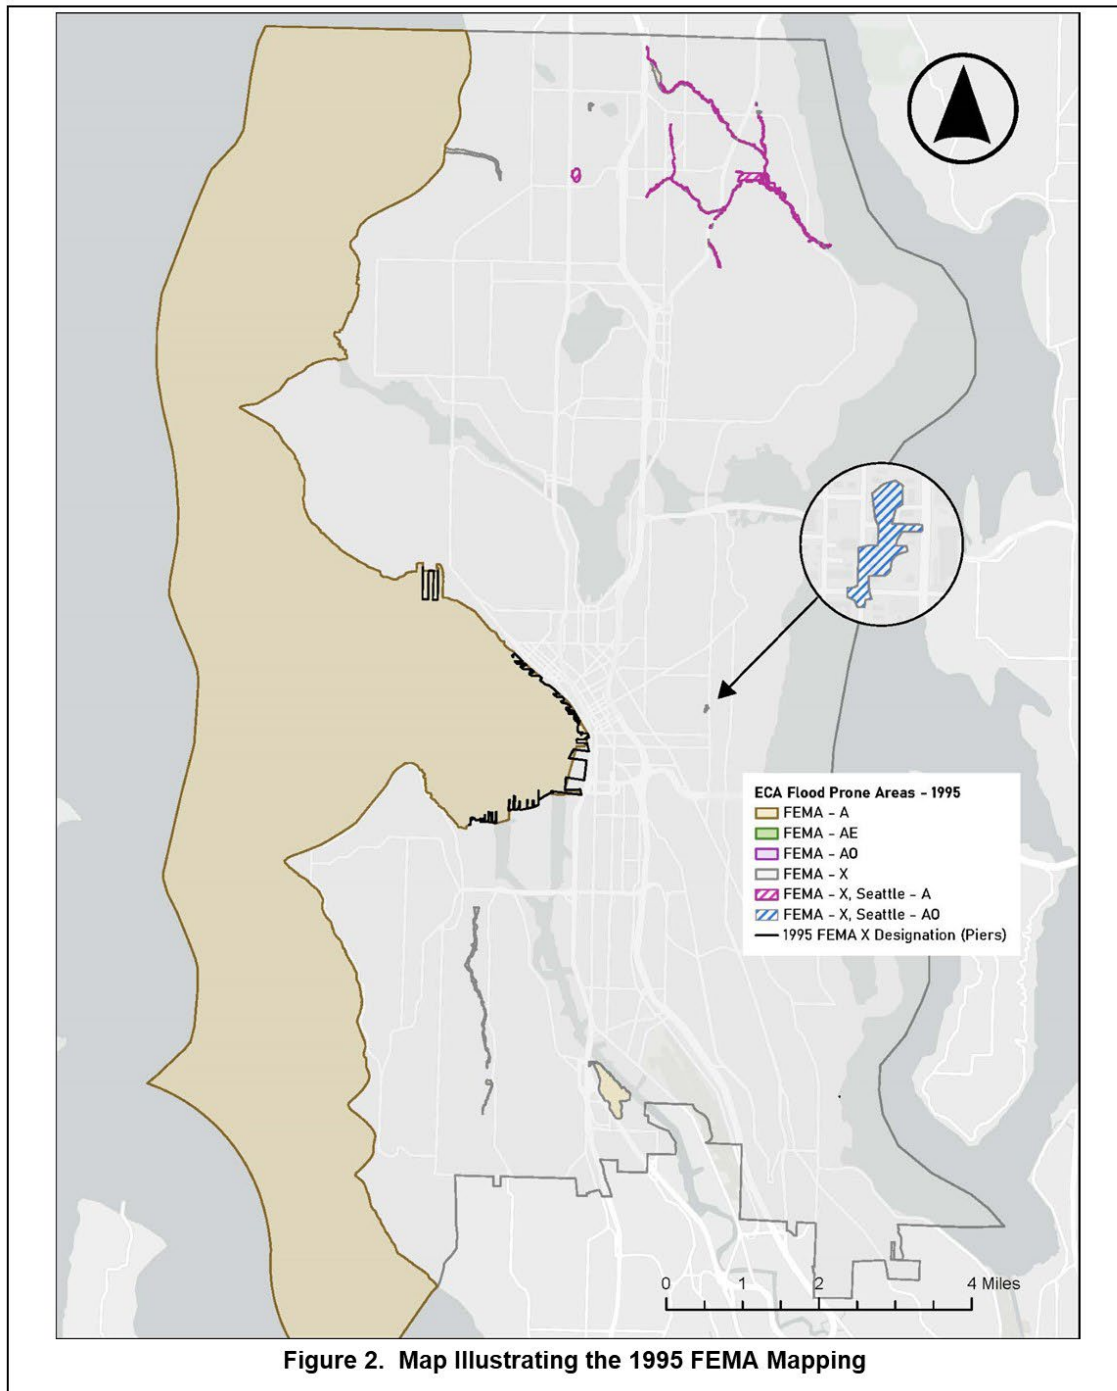 ECA Flood Prone Areas - 1995
FEMA - A
FEMA - AE
FEMA - AO
FEMA - X
FEMA - X, Seattle - A
FEMA - X, Seattle - AO
1995 FEMA X Designation (Piers)
0 1 2 4 Miles
Figure 2. Map Illustrating the 1995 FEMA Mapping